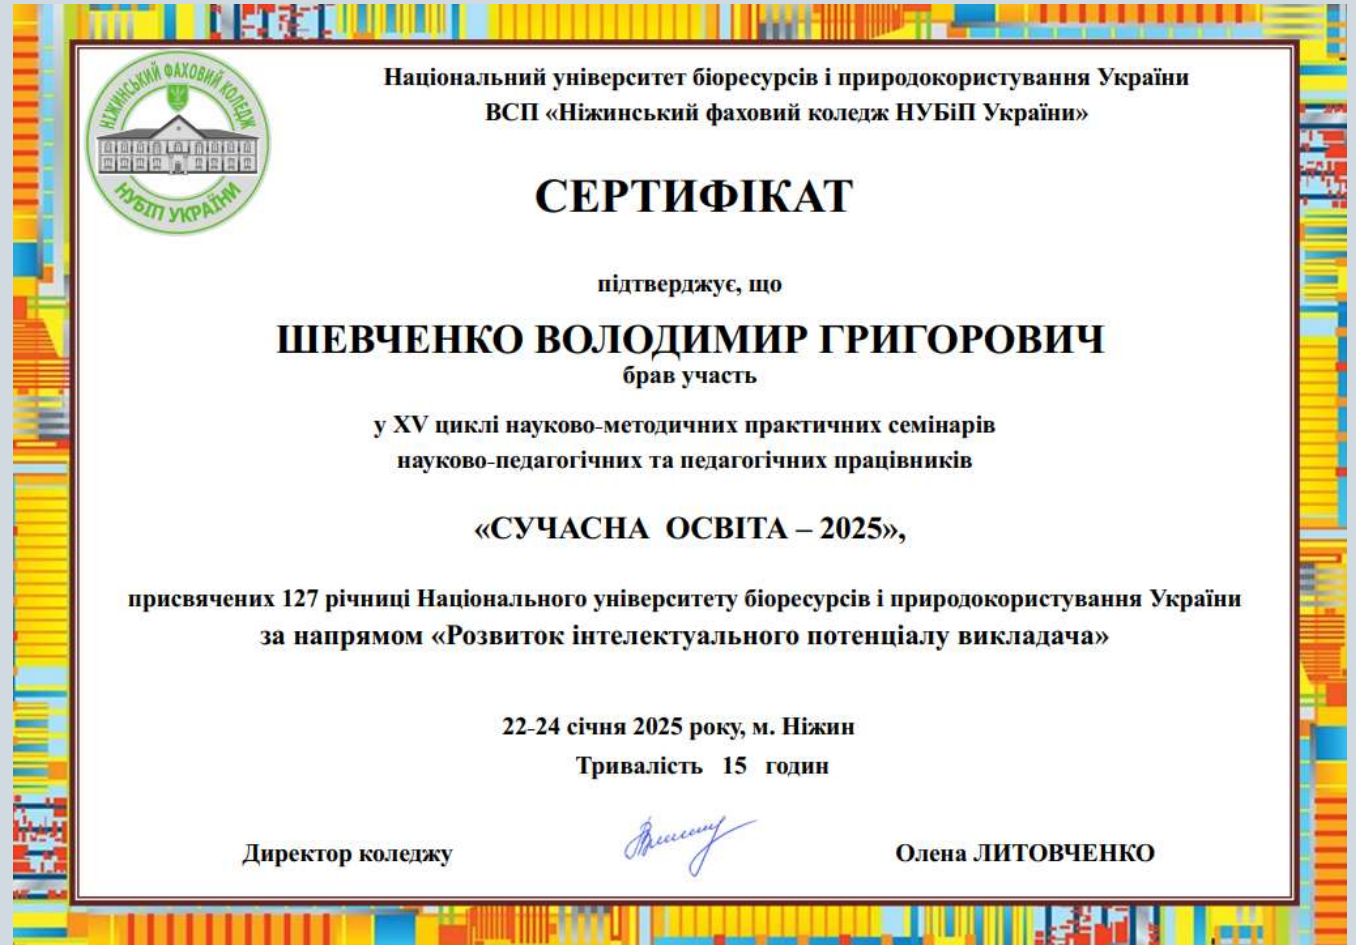 НІЖИНСЬКИЙ ФАХОВИЙ КОЛЕДЖ
НУБІП УКРАЇНИ
Національний університет біоресурсів і природокористування України
ВСП «Ніжинський фаховий коледж НУБіП України»
СЕРТИФІКАТ
підтверджує, що
ШЕВЧЕНКО ВОЛОДИМИР ГРИГОРОВИЧ
брав участь
у XV циклі науково-методичних практичних семінарів
науково-педагогічних та педагогічних працівників
«СУЧАСНА ОСВІТА – 2025»,
присвячених 127 річниці Національного університету біоресурсів і природокористування України
за напрямом «Розвиток інтелектуального потенціалу викладача»
22-24 січня 2025 року, м. Ніжин
Тривалість 15 годин
Директор коледжу
Олена ЛИТОВЧЕНКО